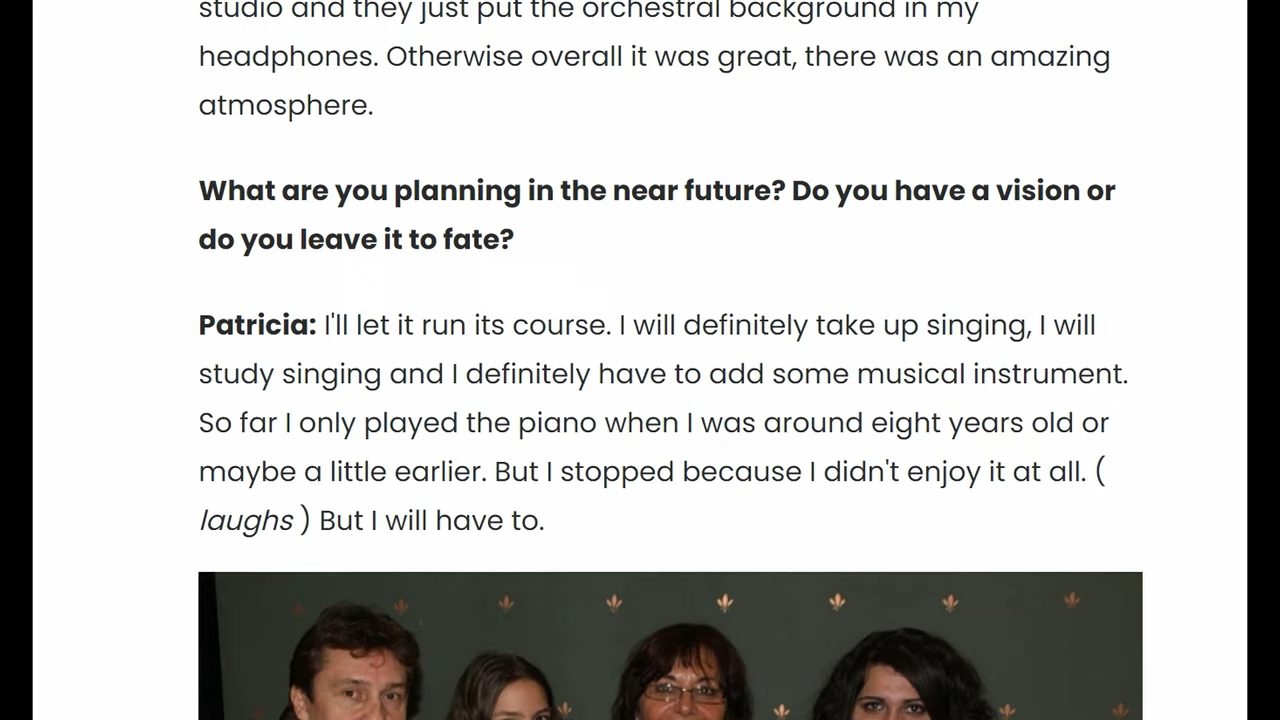 studio and they just put the orchestral background in my
headphones. Otherwise overall it was great, there was an amazing
atmosphere.
What are you planning in the near future? Do you have a vision or
do you leave it to fate?
Patricia: I'll let it run its course. I will definitely take up singing, I will
study singing and I definitely have to add some musical instrument.
So far I only played the piano when I was around eight years old or
maybe a little earlier. But I stopped because I didn't enjoy it at all. (
laughs ) But I will have to.